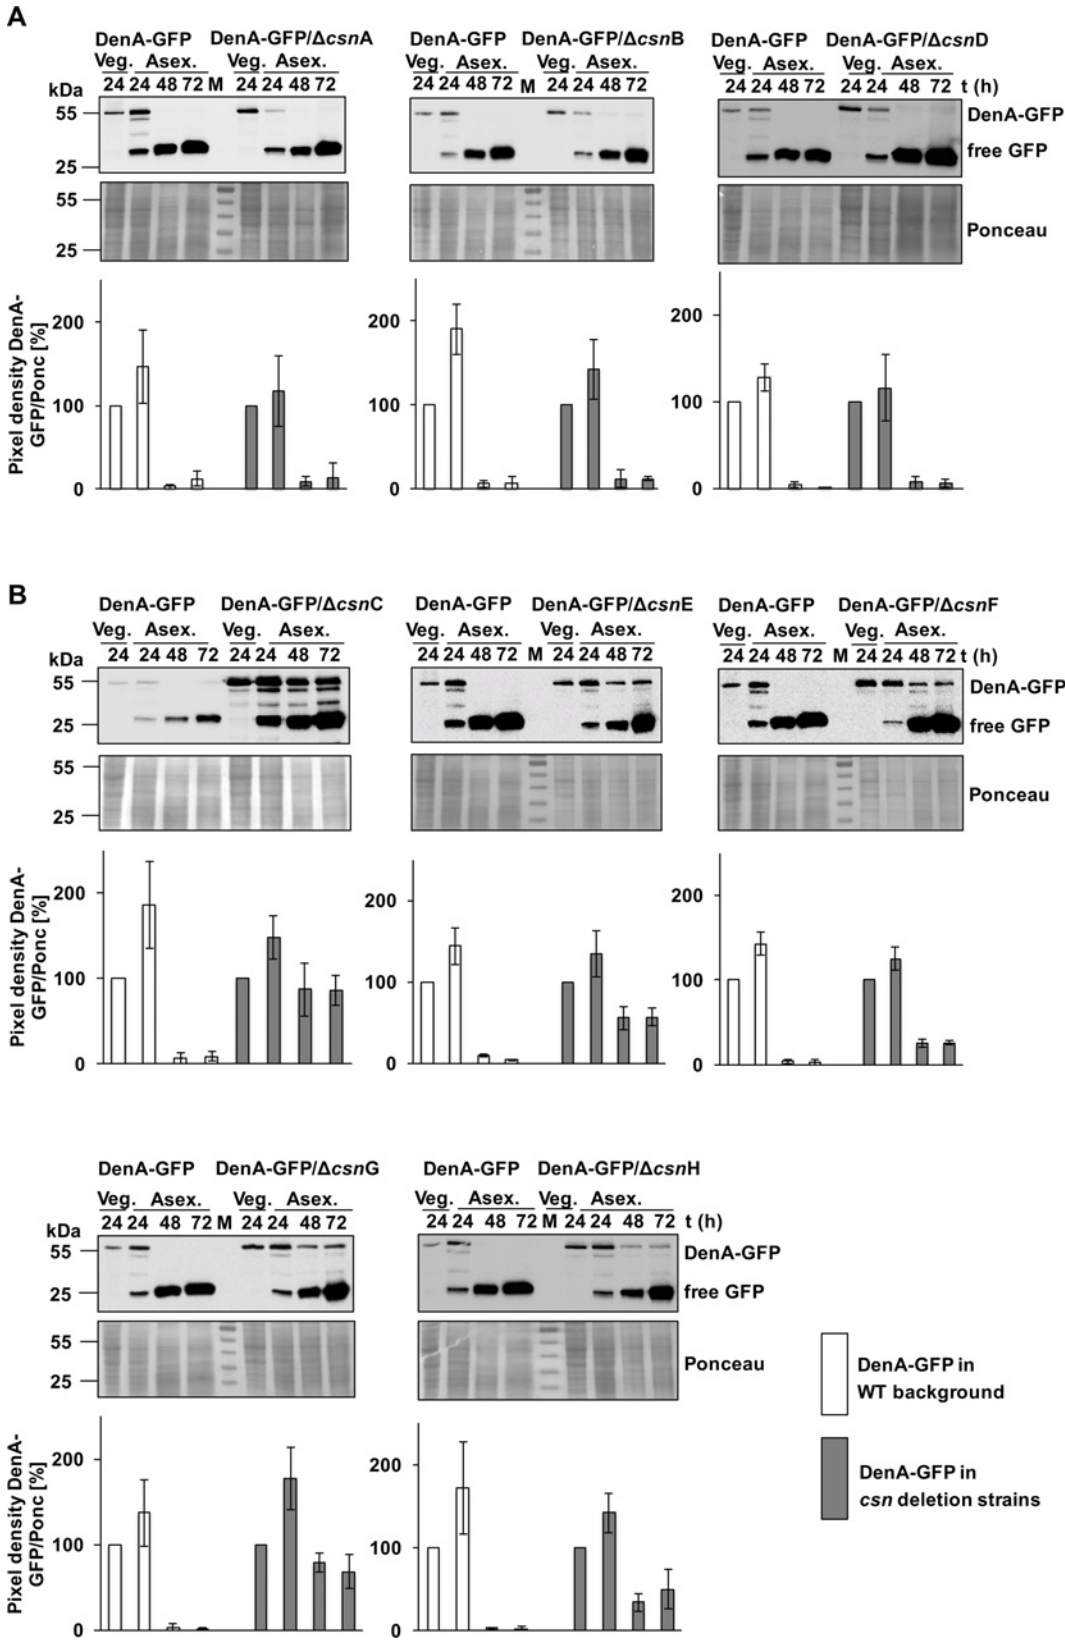 A
DenA-GFP DenA-GFP/ΔcsnA DenA-GFP DenA-GFP/ΔcsnB DenA-GFP DenA-GFP/ΔcsnD
Veg. Asex. Veg. Asex. Veg. Asex. Veg. Asex. Veg. Asex. Veg. Asex.
kDa 24 24 48 72 M 24 24 48 72 24 24 48 72 M 24 24 48 72 24 24 48 72 24 24 48 72 t (h)
55 DenA-GFP
free GFP
25
55
Ponceau
25
Pixel density DenA-
GFP/Ponc [%]
200 200 200
100 100 100
0 0 0
B
DenA-GFP DenA-GFP/ΔcsnC DenA-GFP DenA-GFP/ΔcsnE DenA-GFP DenA-GFP/ΔcsnF
Veg. Asex. Veg. Asex. Veg. Asex. Veg. Asex. Veg. Asex. Veg. Asex.
kDa 24 24 48 72 24 24 48 72 24 24 48 72 M 24 24 48 72 24 24 48 72 M 24 24 48 72 t (h)
55 DenA-GFP
25 free GFP
55
Ponceau
25
Pixel density DenA-
GFP/Ponc [%]
200 200 200
100 100 100
0 0 0
DenA-GFP DenA-GFP/ΔcsnG DenA-GFP DenA-GFP/ΔcsnH
Veg. Asex. Veg. Asex. Veg. Asex. Veg. Asex.
kDa 24 24 48 72 M 24 24 48 72 24 24 48 72 M 24 24 48 72 t (h)
55 DenA-GFP
25 free GFP
55
Ponceau
25
Pixel density DenA-
GFP/Ponc [%]
200 200
100 100
0 0
DenA-GFP in
WT background
DenA-GFP in
csn deletion strains